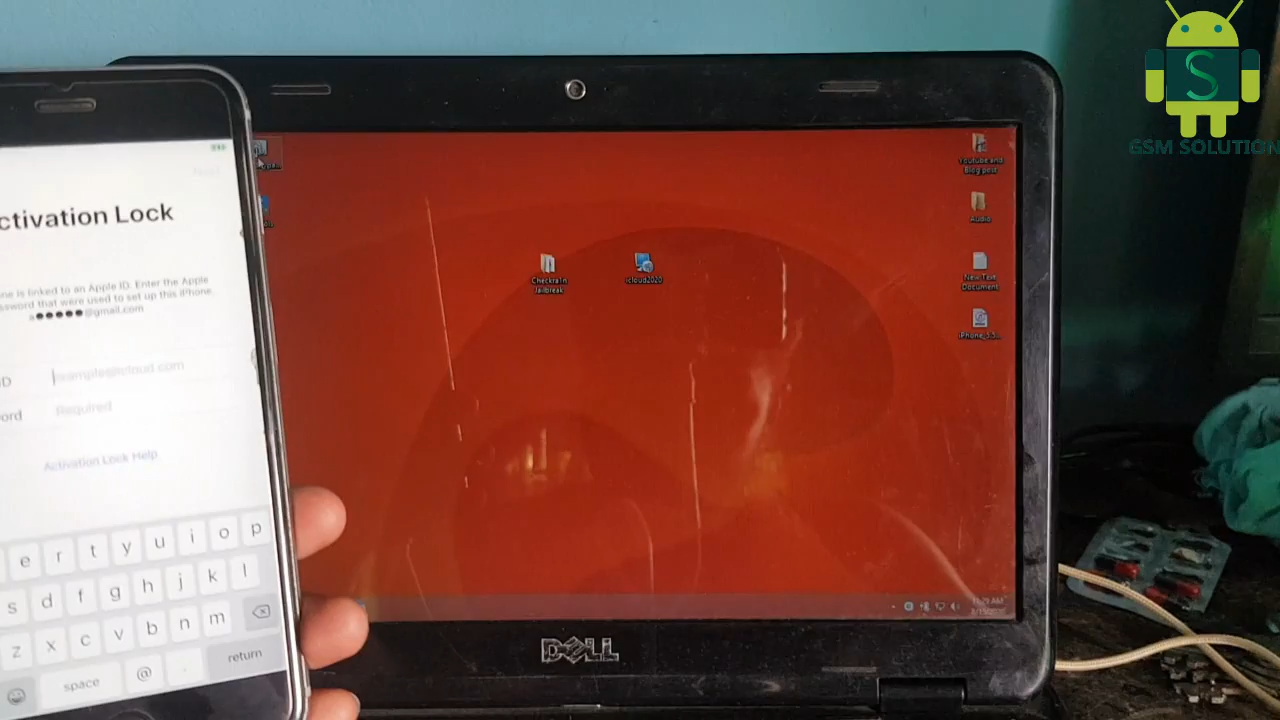 S
GSM SOLUTION
ctivation Lock
ne is linked to an Apple ID. Enter the Apple
ssword that were used to set up this iPhone.
a●●●●●@gmail.com
D
example@icloud.com
ord
Required
Activation Lock Help
e r t y u i o p
s d f g h j k l
z x c v b n m
space @ . return
Checkra1n
Jailbreak
icloud2020
Youtube and
Blog post
Audio
New Text
Document
DELL